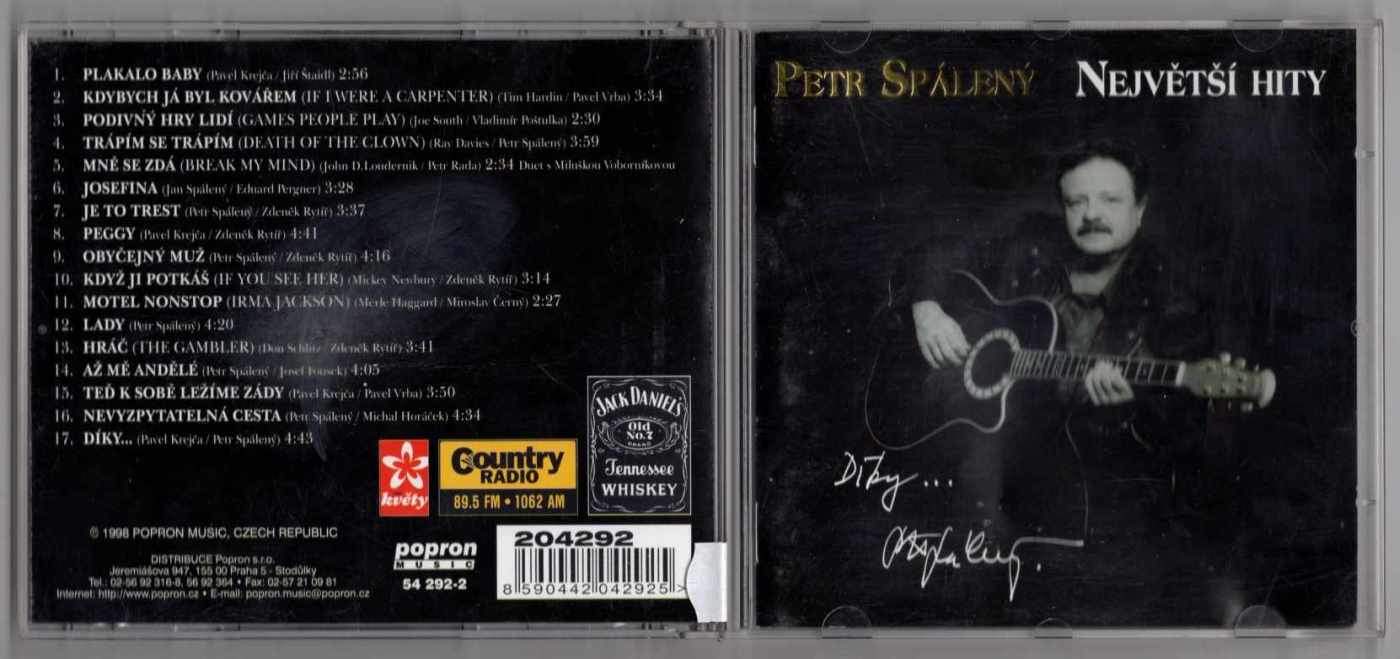 1. PLAKALO BABY (Pavel Krejča / Jiří Štaidl) 2:56
2. KDYBYCH JÁ BYL KOVÁŘEM (IF I WERE A CARPENTER) (Tim Hardin / Pavel Vrba) 3:34
3. PODIVNÝ HRY LIDÍ (GAMES PEOPLE PLAY) (Joe South / Vladimír Poštulka) 2:30
4. TRÁPÍM SE TRÁPÍM (DEATH OF THE CLOWN) (Ray Davies / Petr Spálený) 3:59
5. MNĚ SE ZDÁ (BREAK MY MIND) (John D.Loudernik / Petr Rada) 2:34 Duet s Miluškou Voborníkovou
6. JOSEFINA (Jan Spálený / Eduard Pergner) 3:28
7. JE TO TREST (Petr Spálený / Zdeněk Rytíř) 3:37
8. PEGGY (Pavel Krejča / Zdeněk Rytíř) 4:41
9. OBYČEJNÝ MUŽ (Petr Spálený / Zdeněk Rytíř) 4:16
10. KDYŽ JI POTKÁŠ (IF YOU SEE HER) (Mickey Newbury / Zdeněk Rytíř) 3:14
11. MOTEL NONSTOP (IRMA JACKSON) (Merle Haggard / Miroslav Černý) 2:27
12. LADY (Petr Spálený) 4:20
13. HRÁČ (THE GAMBLER) (Don Schlitz / Zdeněk Rytíř) 3:41
14. AŽ MĚ ANDĚLÉ (Petr Spálený / Josef Fousek) 4:05
15. TEĎ K SOBĚ LEŽÍME ZÁDY (Pavel Krejča / Pavel Vrba) 3:50
16. NEVYZPYTATELNÁ CESTA (Petr Spálený / Michal Horáček) 4:34
17. DÍKY... (Pavel Krejča / Petr Spálený) 4:43
květy
Country
RADIO
89.5 FM • 1062 AM
JACK DANIEL'S
Old
No.7
BRAND
Tennessee
WHISKEY
℗ 1998 POPRON MUSIC, CZECH REPUBLIC
DISTRIBUCE Popron s.r.o.
Jeremiášova 947, 155 00 Praha 5 - Stodůlky
Tel.: 02-56 92 316-8, 56 92 364 • Fax: 02-57 21 09 81
Internet: http://www.popron.cz • E-mail: popron.music@popron.cz
popron
MUSIC
54 292-2
204292
8 590442 042925 >
PETR SPÁLENÝ NEJVĚTŠÍ HITY
Díky...